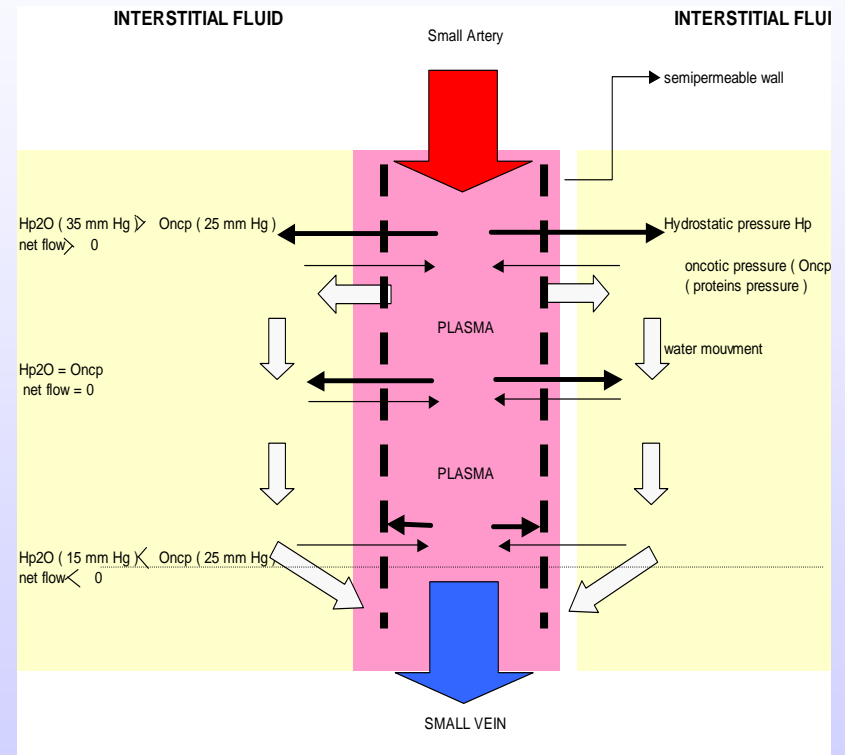 INTERSTITIAL FLUID
INTERSTITIAL FLUI
Small Artery
semipermeable wall
Hp2O ( 35 mm Hg ) > Oncp ( 25 mm Hg )
net flow > 0
Hydrostatic pressure Hp
oncotic pressure ( Oncp
( proteins pressure )
PLASMA
water mouvment
Hp2O = Oncp
net flow = 0
PLASMA
Hp2O ( 15 mm Hg ) < Oncp ( 25 mm Hg )
net flow < 0
SMALL VEIN